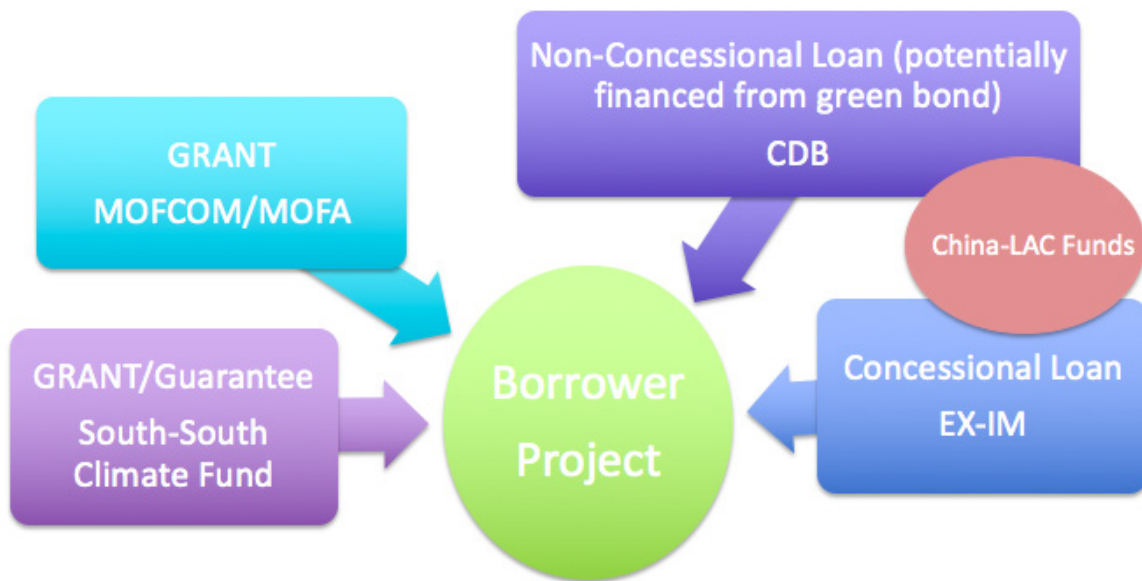 Non-Concessional Loan (potentially
financed from green bond)
CDB
GRANT
MOFCOM/MOFA
China-LAC Funds
GRANT/Guarantee
South-South
Climate Fund
Borrower
Project
Concessional Loan
EX-IM